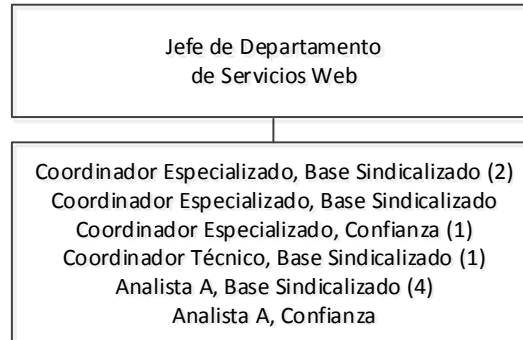 Jefe de Departamento
de Servicios Web
Coordinador Especializado, Base Sindicalizado (2)
Coordinador Especializado, Base Sindicalizado
Coordinador Especializado, Confianza (1)
Coordinador Técnico, Base Sindicalizado (1)
Analista A, Base Sindicalizado (4)
Analista A, Confianza